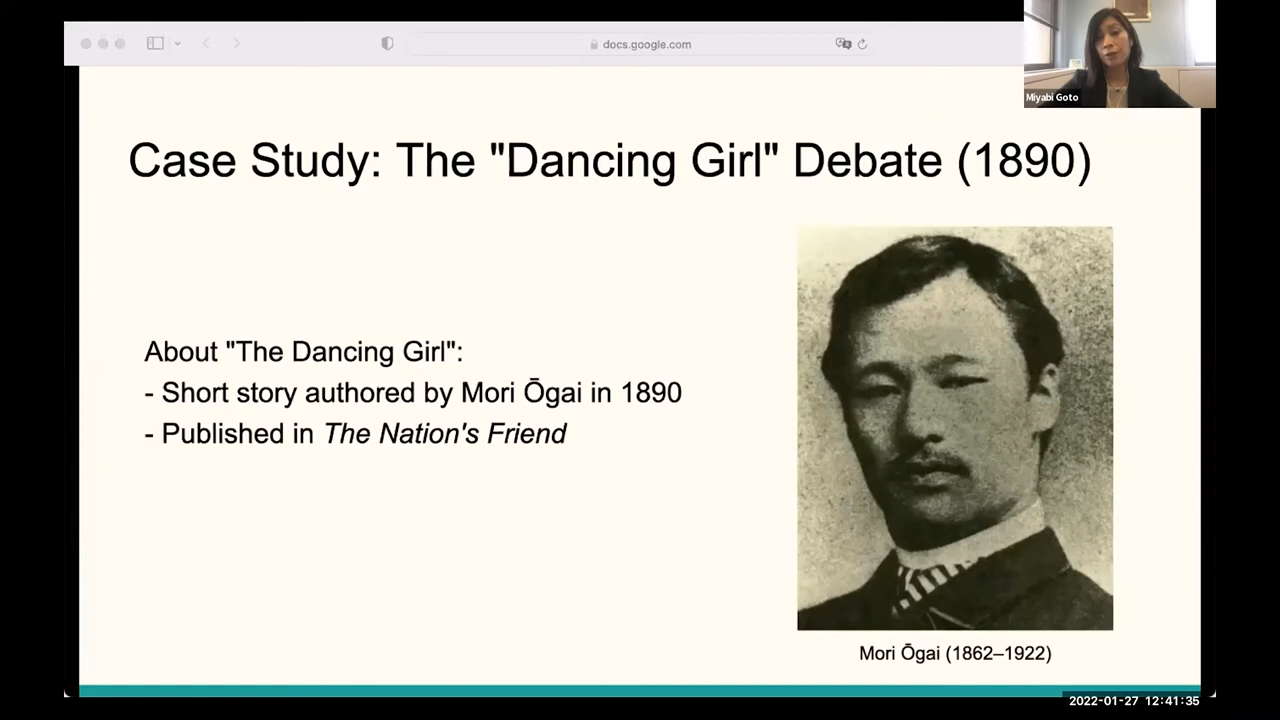 docs.google.com
Miyabi Goto
Case Study: The "Dancing Girl" Debate (1890)
About "The Dancing Girl":
- Short story authored by Mori Ōgai in 1890
- Published in The Nation's Friend
Mori Ōgai (1862–1922)
2022-01-27 12:41:35